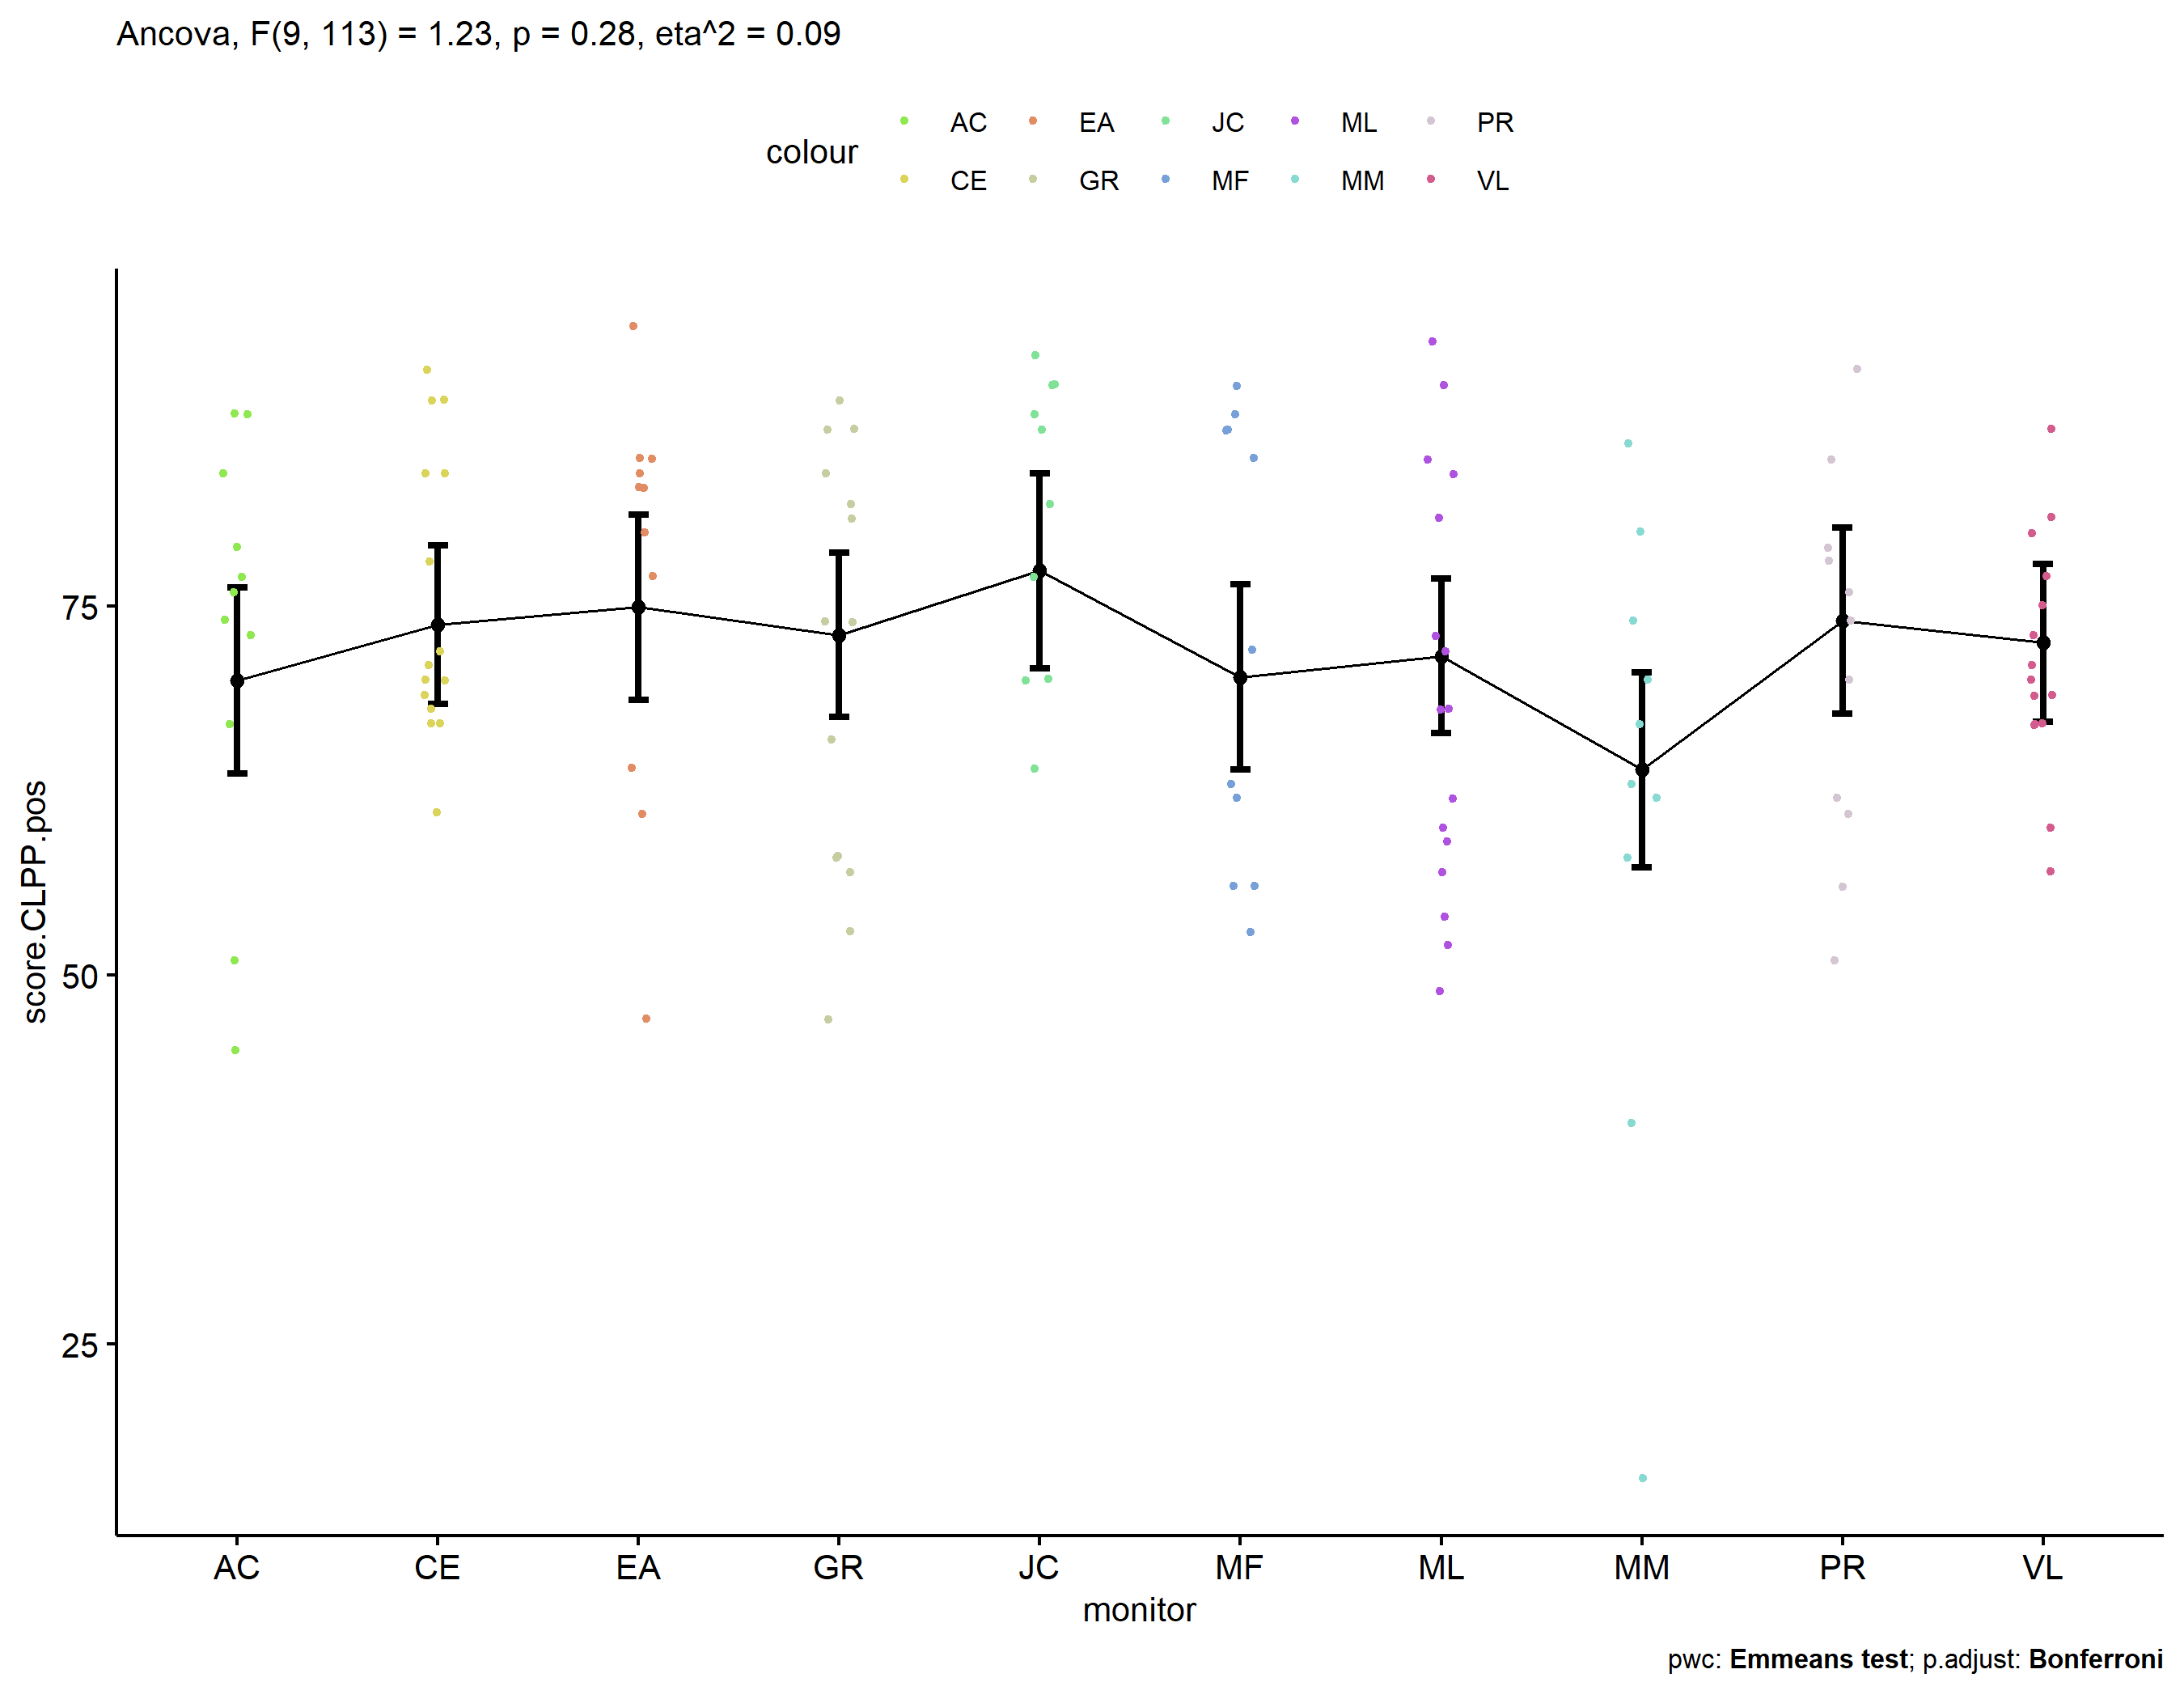 Ancova, F(9, 113) = 1.23, p = 0.28, eta^2 = 0.09
colour
AC EA JC ML PR
CE GR MF MM VL
score.CLPP.pos
75
50
25
AC CE EA GR JC MF ML MM PR VL
monitor
pwc: Emmeans test; p.adjust: Bonferroni